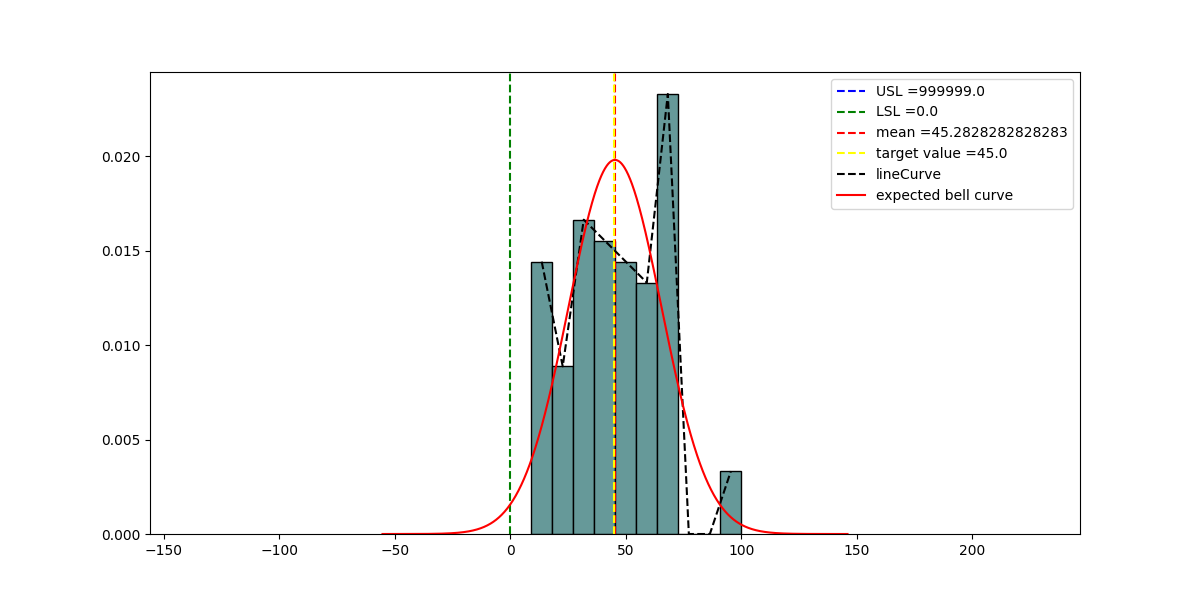 USL =999999.0
LSL =0.0
mean =45.2828282828283
target value =45.0
lineCurve
expected bell curve
0.020
0.015
0.010
0.005
0.000
−150 −100 −50 0 50 100 150 200